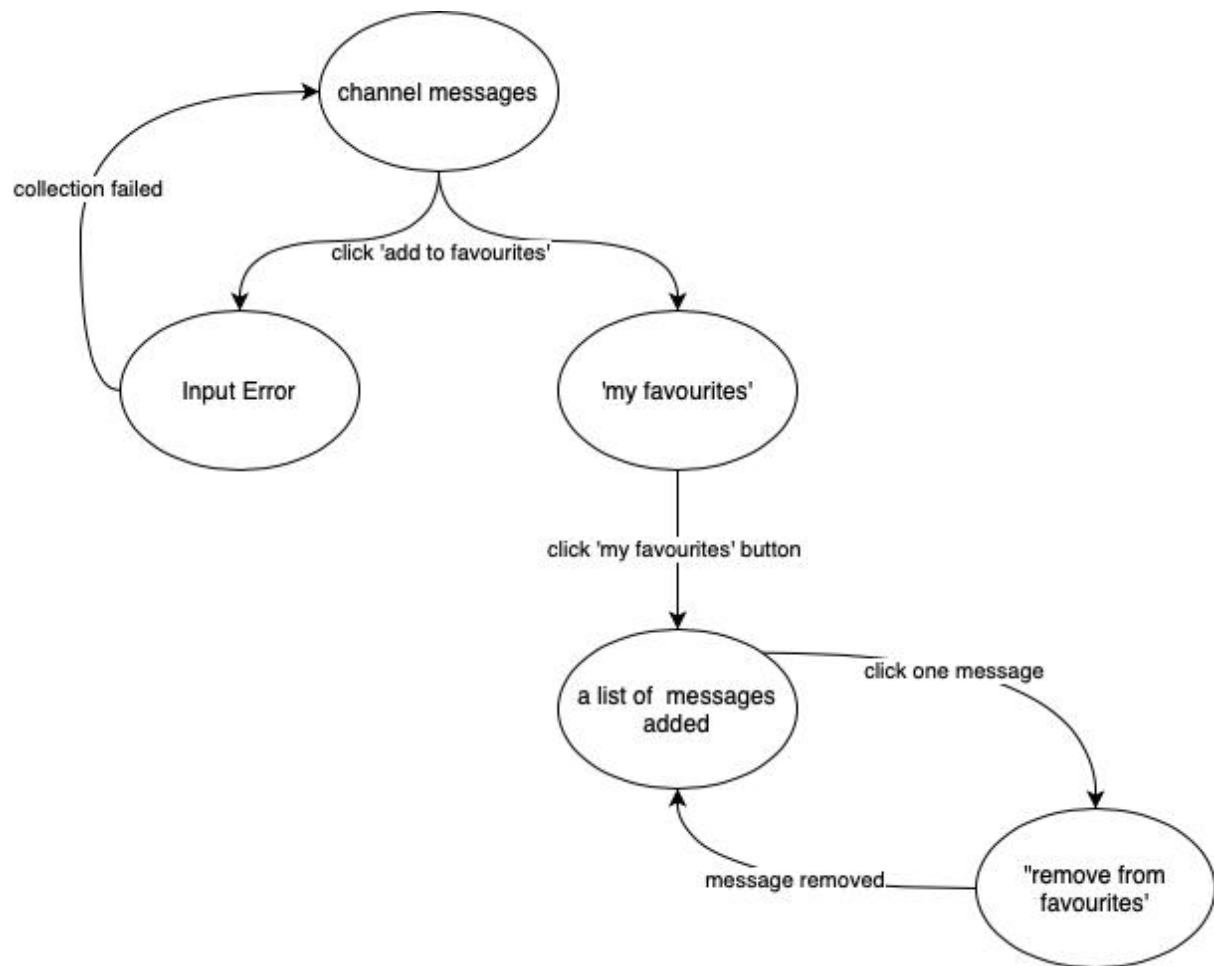 channel messages
collection failed
click 'add to favourites'
Input Error
'my favourites'
click 'my favourites' button
a list of  messages
added
click one message
message removed
"remove from
favourites'